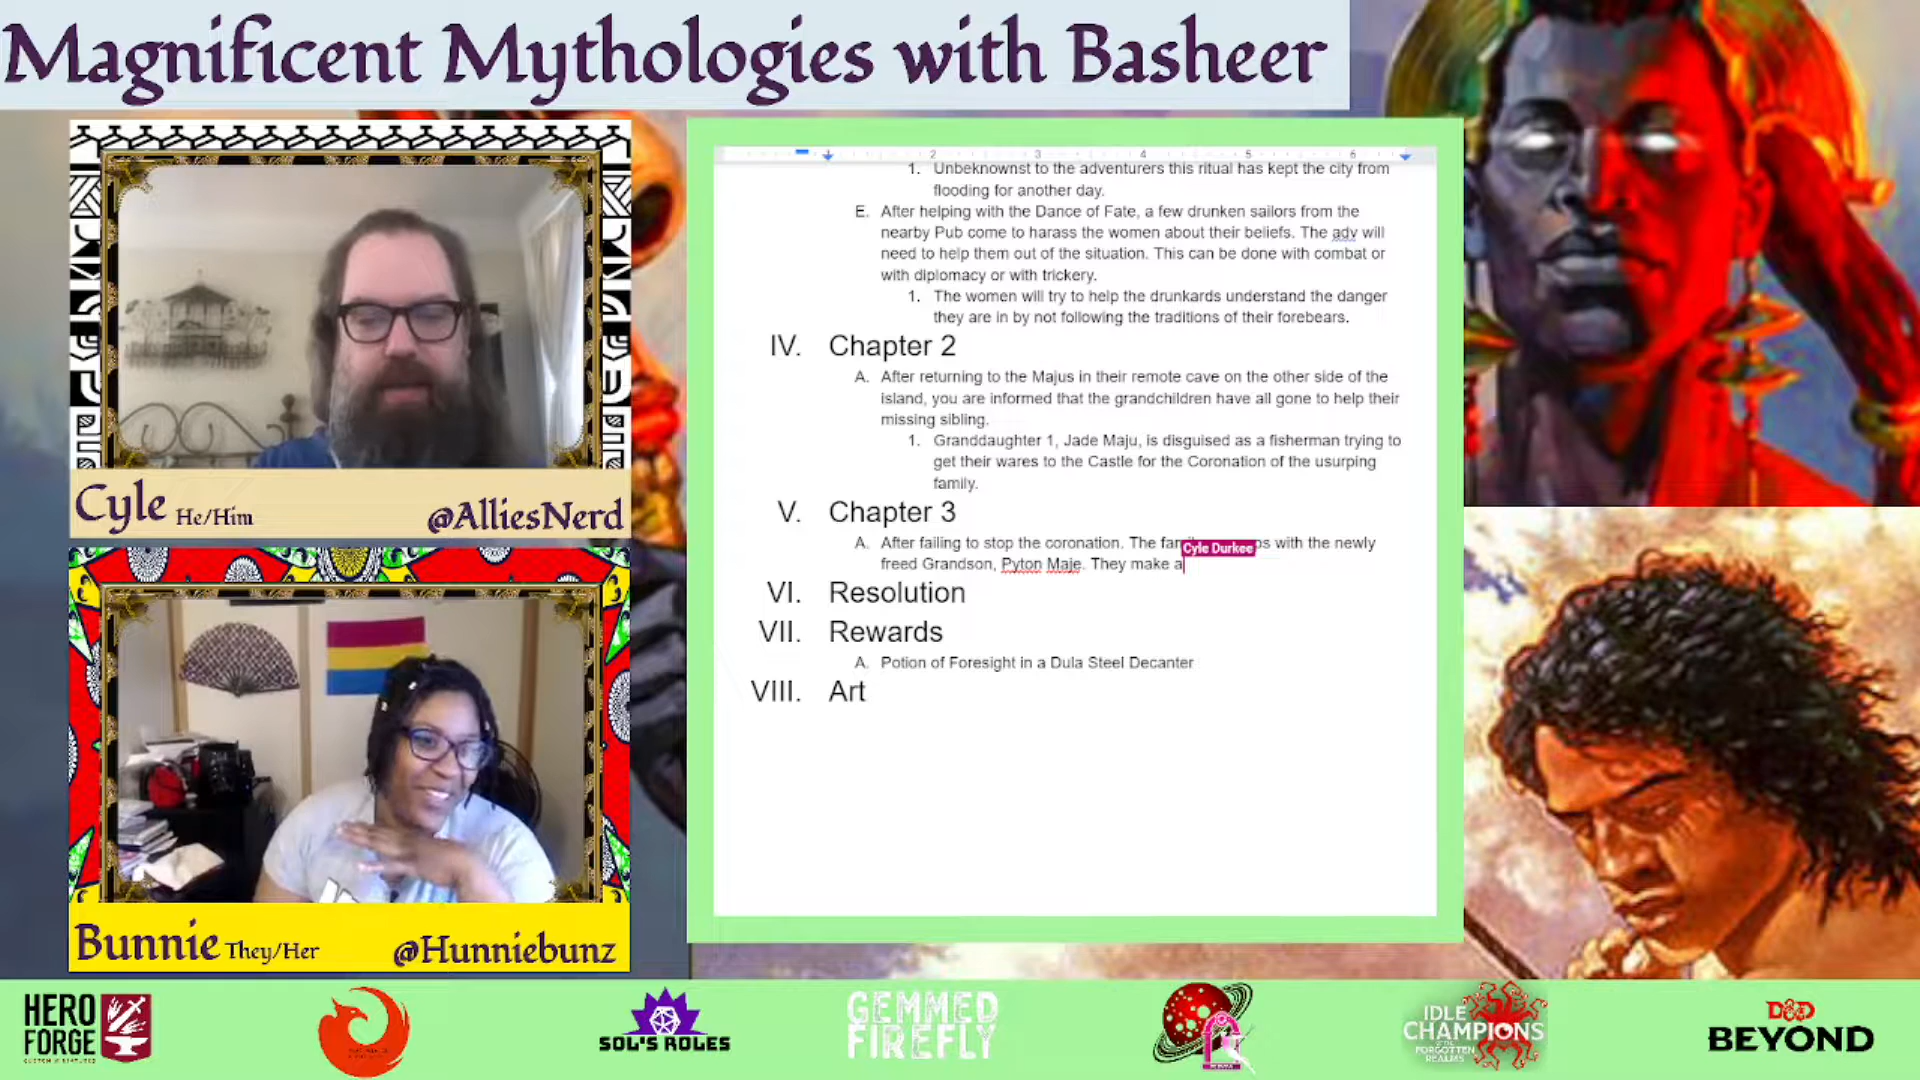 Magnificent Mythologies with Basheer
Cyle He/Him @AlliesNerd
Bunnie They/Her @Hunniebunz
1 2 3 4 5 6
1. Unbeknownst to the adventurers this ritual has kept the city from
flooding for another day.
E. After helping with the Dance of Fate, a few drunken sailors from the
nearby Pub come to harass the women about their beliefs. The adv will
need to help them out of the situation. This can be done with combat or
with diplomacy or with trickery.
1. The women will try to help the drunkards understand the danger
they are in by not following the traditions of their forebears.
IV. Chapter 2
A. After returning to the Majus in their remote cave on the other side of the
island, you are informed that the grandchildren have all gone to help their
missing sibling.
1. Granddaughter 1, Jade Maju, is disguised as a fisherman trying to
get their wares to the Castle for the Coronation of the usurping
family.
V. Chapter 3
A. After failing to stop the coronation. The with the newly
Cyle Durkee
freed Grandson, Pyton Maje. They make a
VI. Resolution
VII. Rewards
A. Potion of Foresight in a Dula Steel Decanter
VIII. Art
HERO
FORGE
SOL'S ROLES
GEMMED
FIREFLY
IDLE
CHAMPIONS
FORGOTTEN
REALMS
D&D
BEYOND